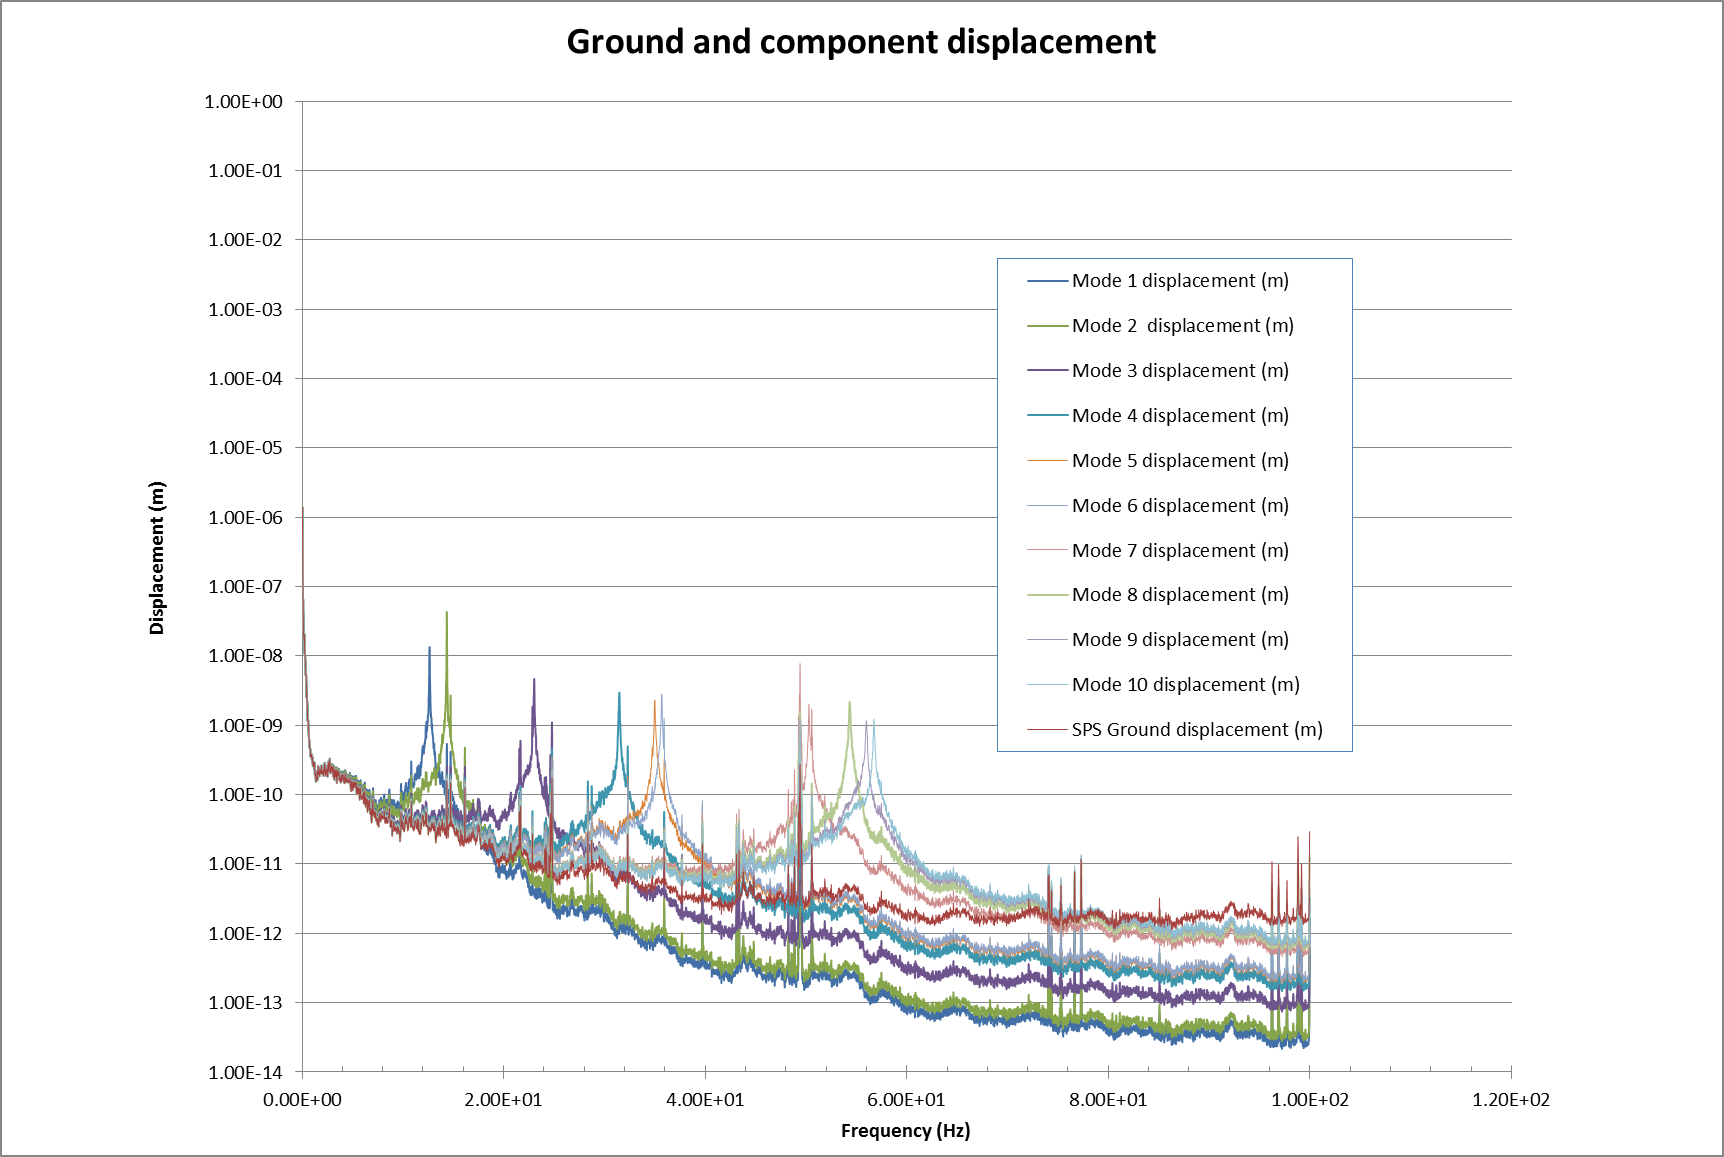 Ground and component displacement
1.00E+00
1.00E-01
1.00E-02
1.00E-03
1.00E-04
1.00E-05
1.00E-06
1.00E-07
1.00E-08
1.00E-09
1.00E-10
1.00E-11
1.00E-12
1.00E-13
1.00E-14
Displacement (m)
Mode 1 displacement (m)
Mode 2  displacement (m)
Mode 3 displacement (m)
Mode 4 displacement (m)
Mode 5 displacement (m)
Mode 6 displacement (m)
Mode 7 displacement (m)
Mode 8 displacement (m)
Mode 9 displacement (m)
Mode 10 displacement (m)
SPS Ground displacement (m)
0.00E+00 2.00E+01 4.00E+01 6.00E+01 8.00E+01 1.00E+02 1.20E+02
Frequency (Hz)